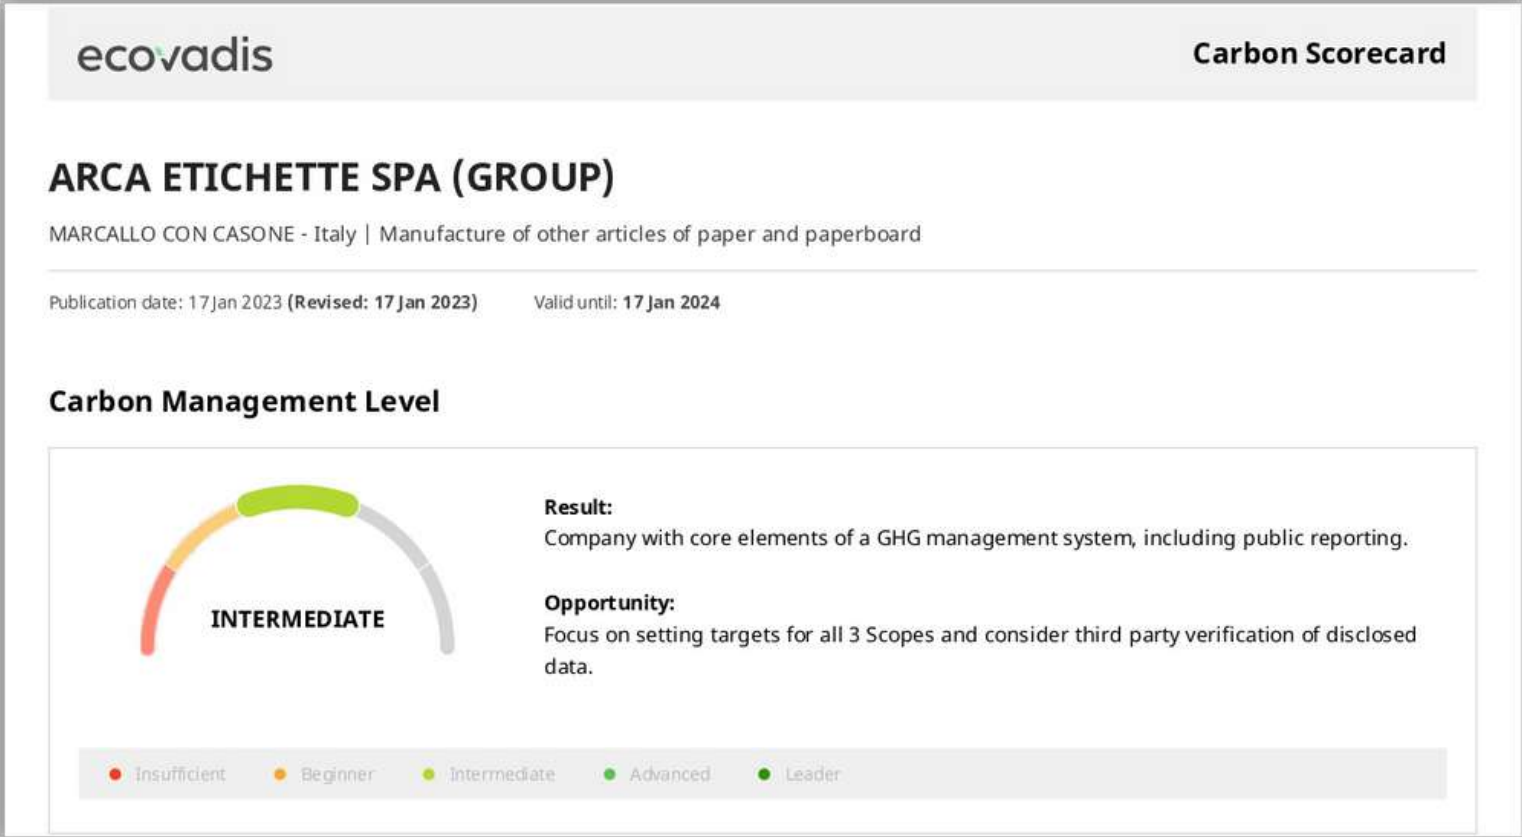 ecovadis
Carbon Scorecard
ARCA ETICHETTE SPA (GROUP)
MARCALLO CON CASONE - Italy | Manufacture of other articles of paper and paperboard
Publication date: 17 Jan 2023 (Revised: 17 Jan 2023) Valid until: 17 Jan 2024
Carbon Management Level
INTERMEDIATE
Result:
Company with core elements of a GHG management system, including public reporting.
Opportunity:
Focus on setting targets for all 3 Scopes and consider third party verification of disclosed
data.
Insufficient Beginner Intermediate Advanced Leader